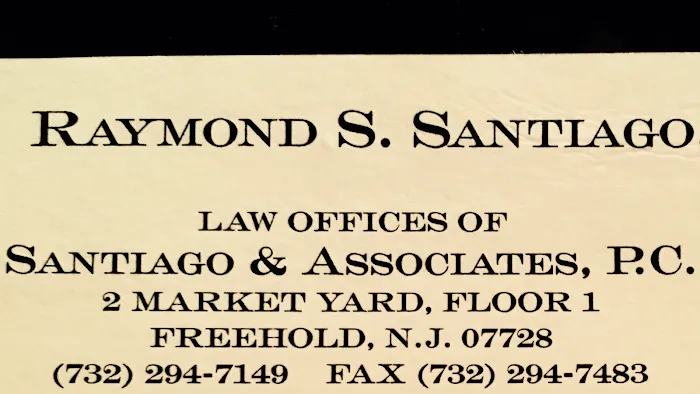 RAYMOND S. SANTIAGO
LAW OFFICES OF
SANTIAGO & ASSOCIATES, P.C.
2 MARKET YARD, FLOOR 1
FREEHOLD, N.J. 07728
(732) 294-7149 FAX (732) 294-7483